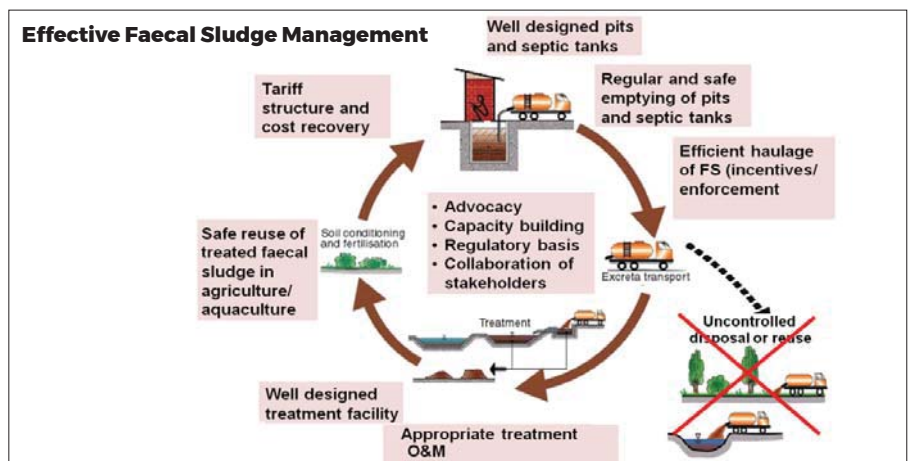 Effective Faecal Sludge Management
Well designed pits
and septic tanks
Tariff
structure and
cost recovery
Regular and safe
emptying of pits
and septic tanks
Efficient haulage
of FS (incentives/
enforcement
• Advocacy
• Capacity building
• Regulatory basis
• Collaboration of
stakeholders
Safe reuse of
treated faecal
sludge in
agriculture/
aquaculture
Soil conditioning
and fertilisation
Excreta transport
Treatment
Uncontrolled
disposal or reuse
Well designed
treatment facility
Appropriate treatment
O&M